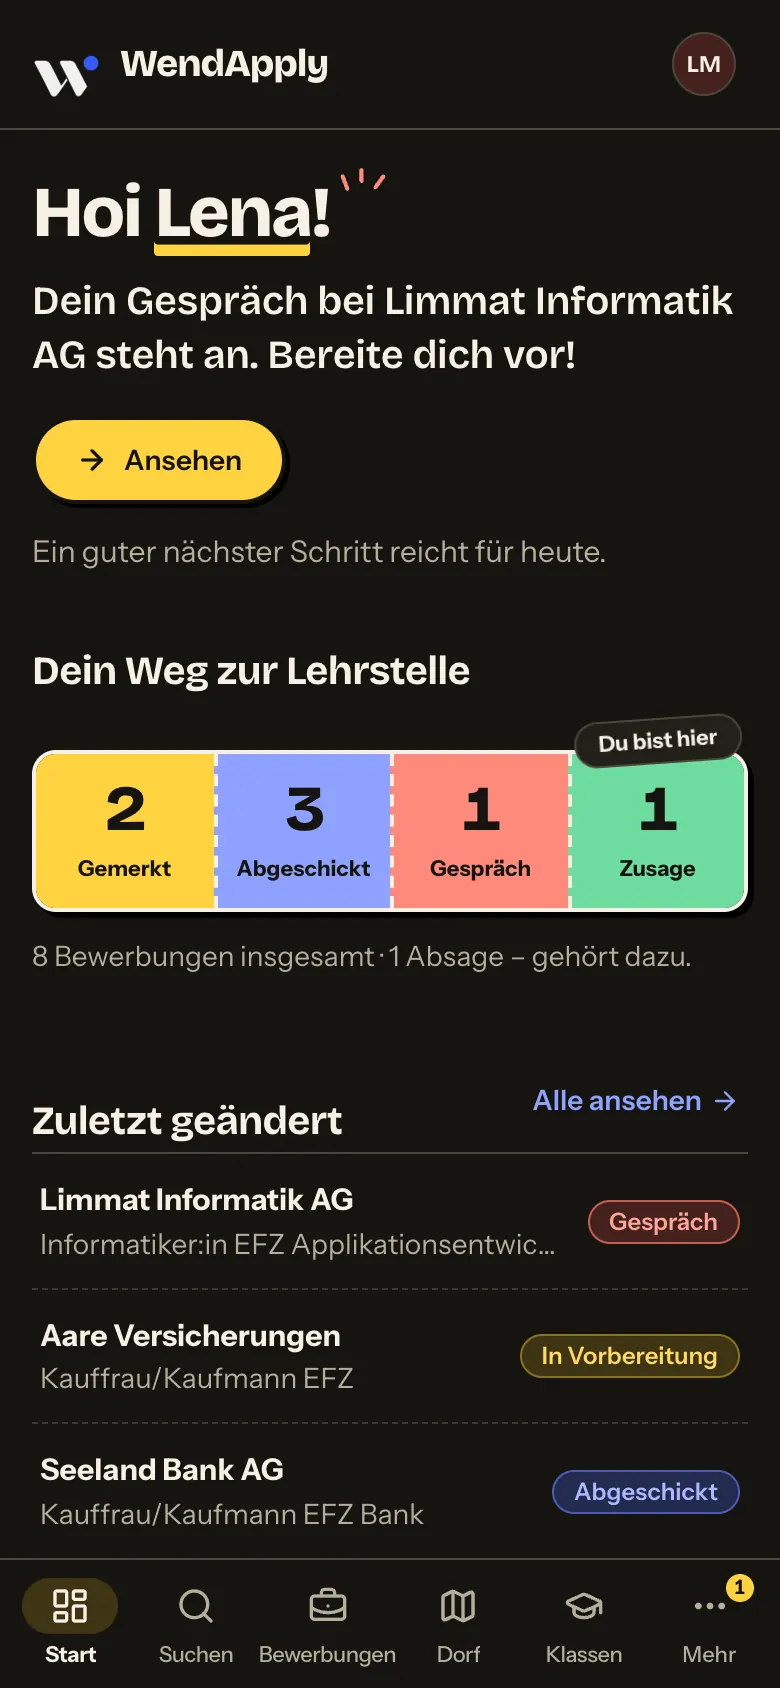 WendApply
LM
Hoi Lena!
Dein Gespräch bei Limmat Informatik
AG steht an. Bereite dich vor!
Ansehen
Ein guter nächster Schritt reicht für heute.
Dein Weg zur Lehrstelle
Du bist hier
2
Gemerkt
3
Abgeschickt
1
Gespräch
1
Zusage
8 Bewerbungen insgesamt · 1 Absage – gehört dazu.
Zuletzt geändert
Alle ansehen
Limmat Informatik AG
Informatiker:in EFZ Applikationsentwic...
Gespräch
Aare Versicherungen
Kauffrau/Kaufmann EFZ
In Vorbereitung
Seeland Bank AG
Kauffrau/Kaufmann EFZ Bank
Abgeschickt
1
Start
Suchen
Bewerbungen
Dorf
Klassen
Mehr